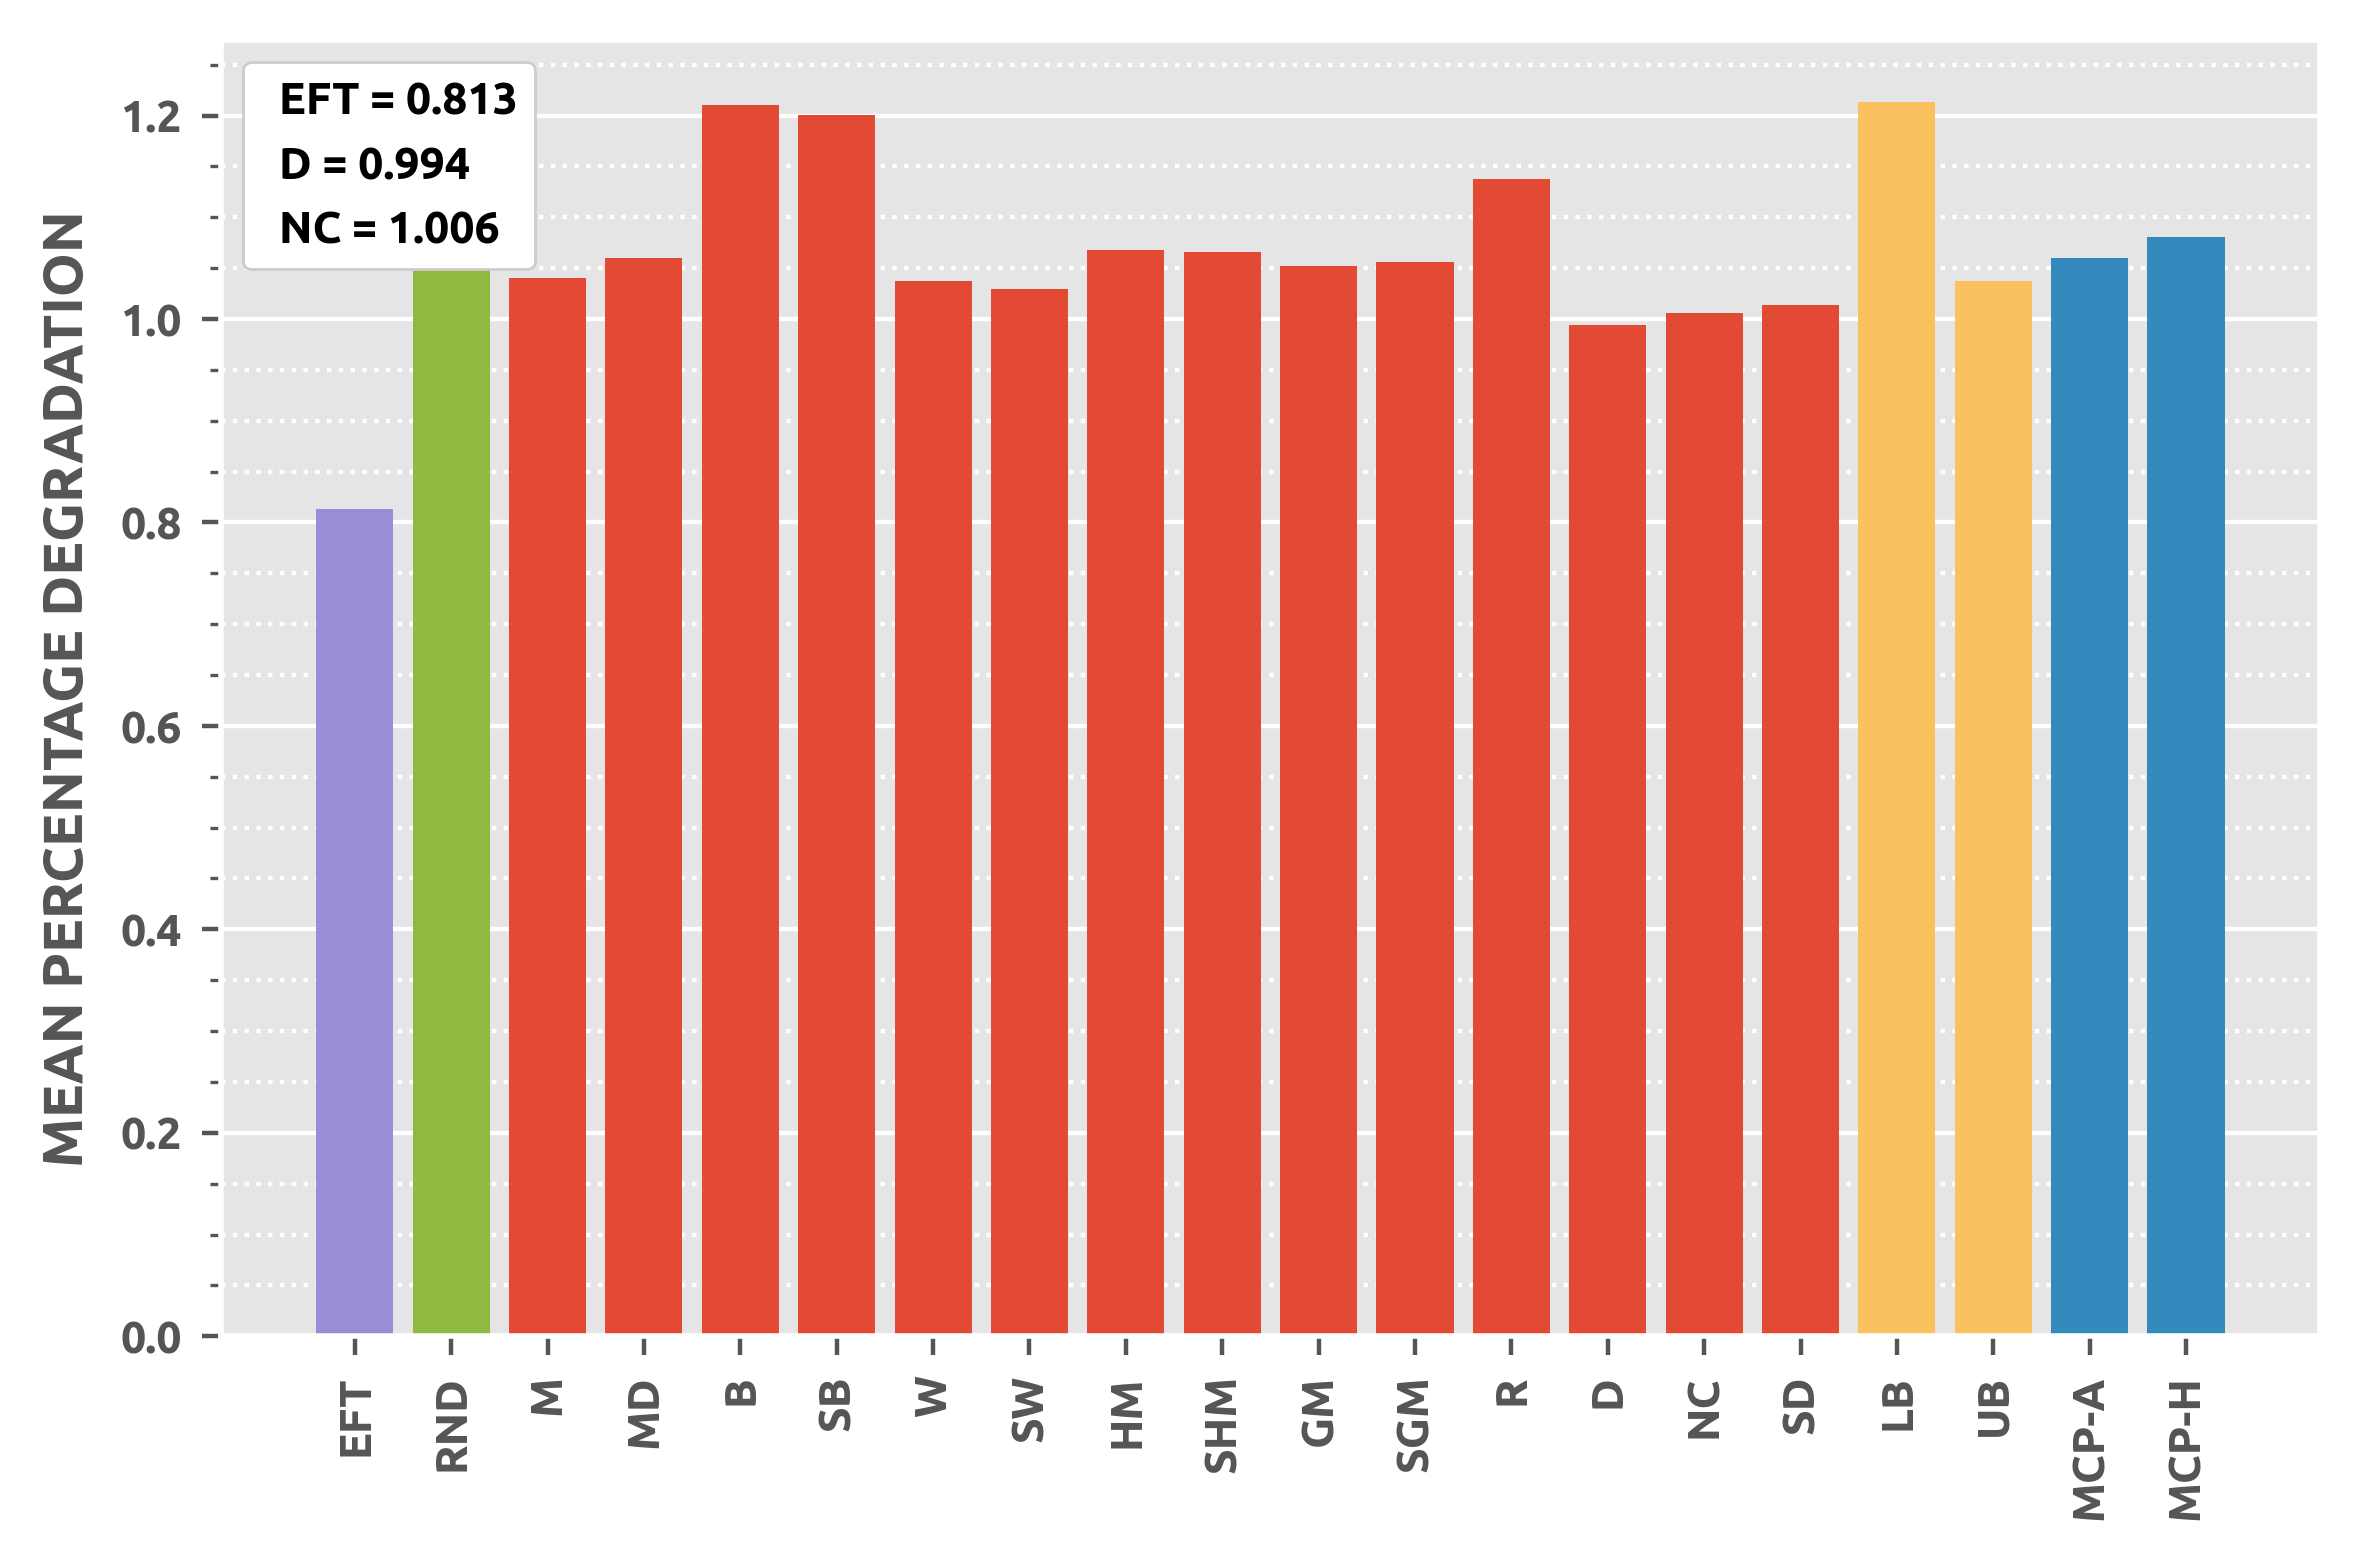 EFT = 0.813
D = 0.994
NC = 1.006
MEAN PERCENTAGE DEGRADATION
1.2
1.0
0.8
0.6
0.4
0.2
0.0
EFT
RND
M
MD
B
SB
W
SW
HM
SHM
GM
SGM
R
D
NC
SD
LB
UB
MCP-A
MCP-H